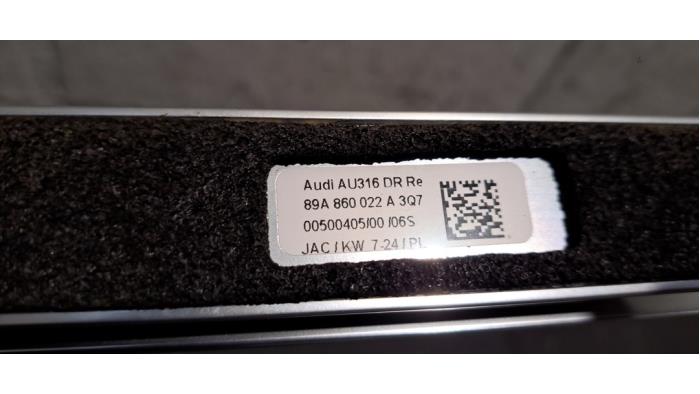 Audi AU316 DR Re
89A 860 022 A 3Q7
00500405/00 /06S
JAC / KW 7-24 / PL